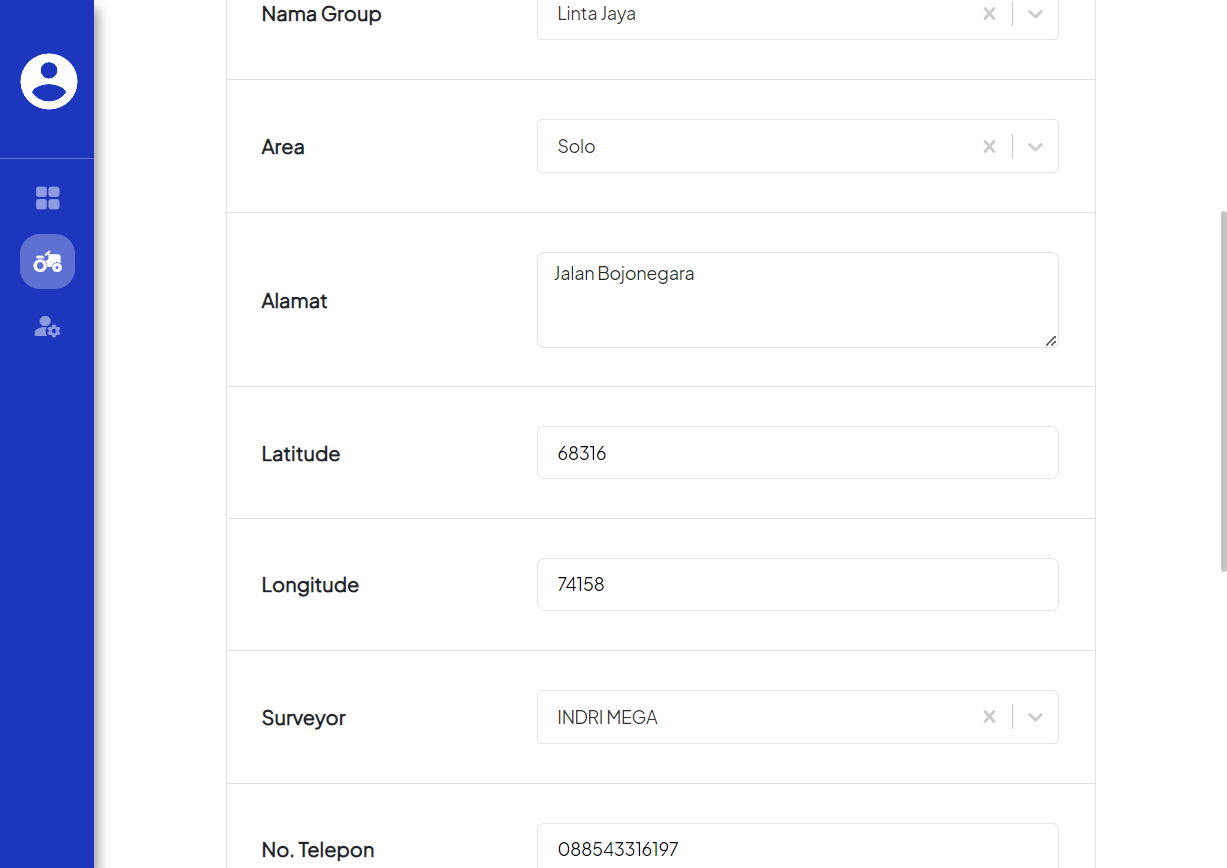 Nama Group
Linta Jaya
Area
Solo
Alamat
Jalan Bojonegara
Latitude
68316
Longitude
74158
Surveyor
INDRI MEGA
No. Telepon
088543316197